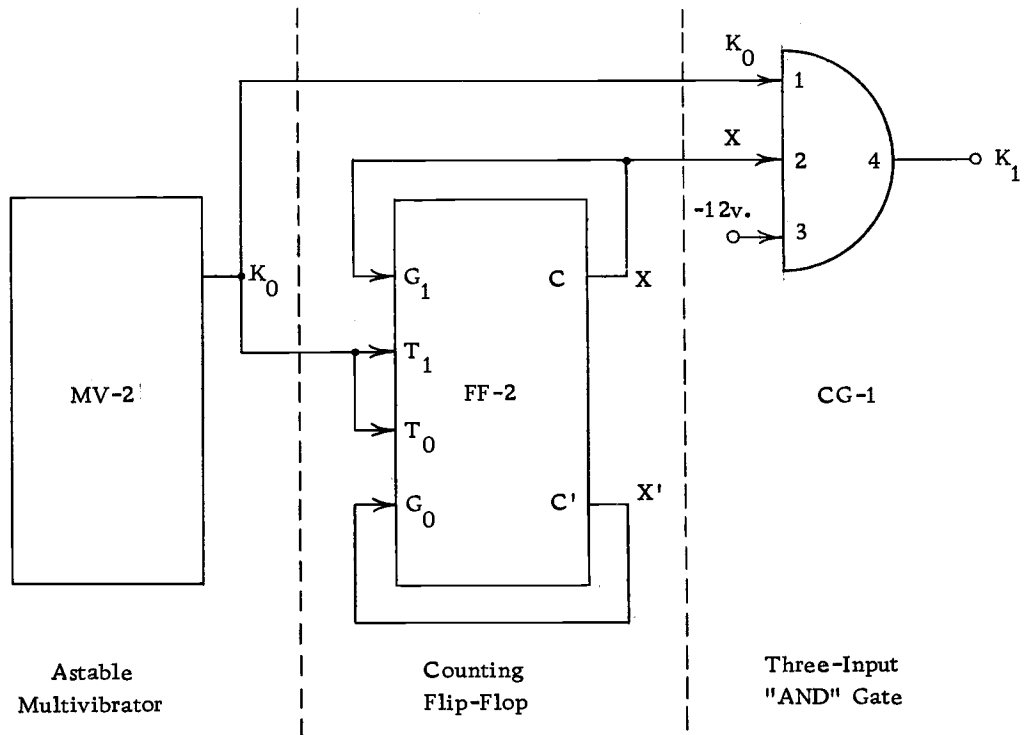 K₀
1
X
2
4
K₁
-12v.
3
K₀
G₁
C
X
T₁
MV-2
FF-2
CG-1
T₀
G₀
C'
X'
Astable
Multivibrator
Counting
Flip-Flop
Three-Input
"AND" Gate